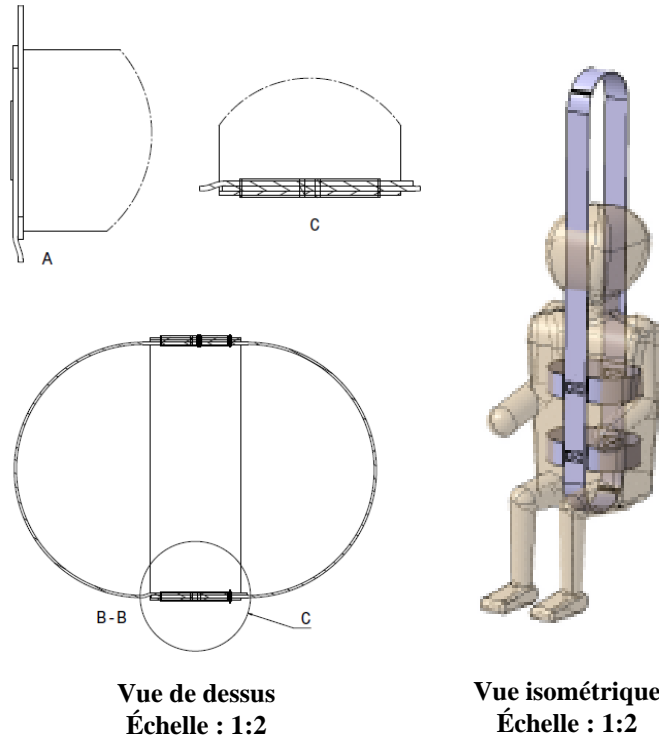 A
C
B-B
C
Vue de dessus
Échelle : 1:2
Vue isométrique
Échelle : 1:2